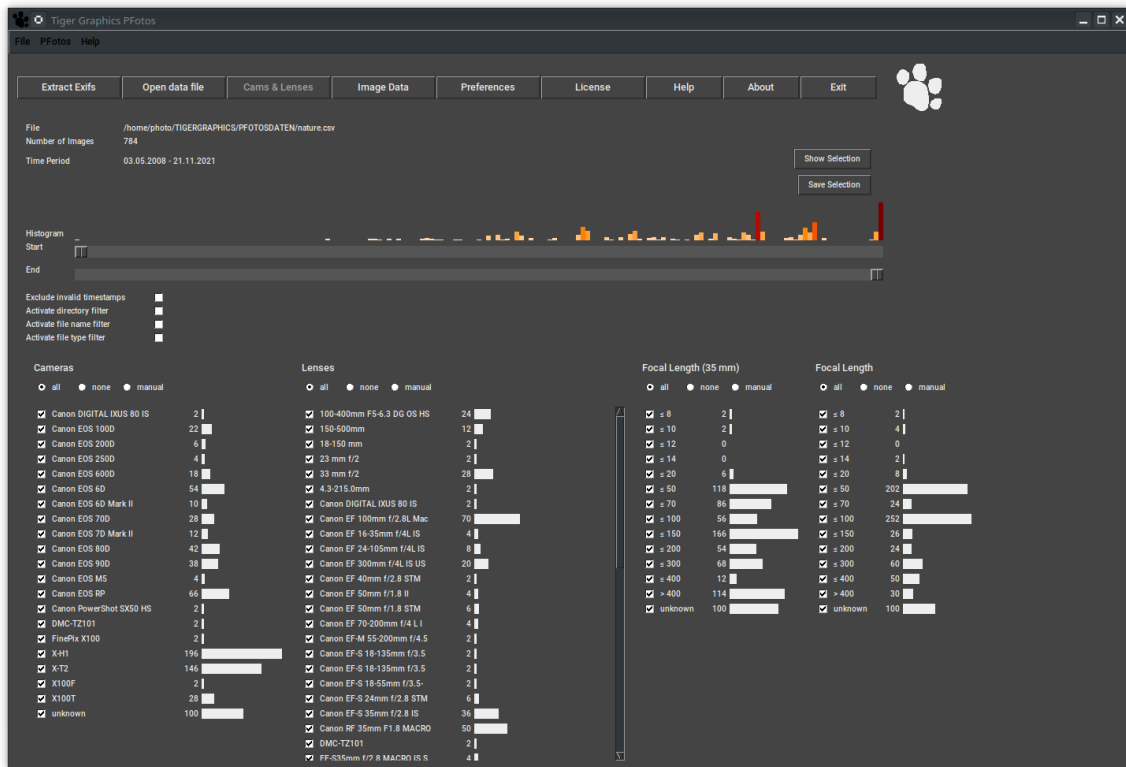 Tiger Graphics PFotos
File PFotos Help
Extract Exifs Open data file Cams & Lenses Image Data Preferences License Help About Exit
File /home/photo/TIGERGRAPHICS/PFOTOSDATEN/nature.csv
Number of Images 784
Time Period 03.05.2008 - 21.11.2021
Show Selection
Save Selection
Histogram
Start
End
Exclude invalid timestamps
Activate directory filter
Activate file name filter
Activate file type filter
Cameras
all none manual
Canon DIGITAL IXUS 80 IS 2
Canon EOS 100D 22
Canon EOS 200D 6
Canon EOS 250D 4
Canon EOS 600D 18
Canon EOS 6D 54
Canon EOS 6D Mark II 10
Canon EOS 70D 28
Canon EOS 7D Mark II 12
Canon EOS 80D 42
Canon EOS 90D 38
Canon EOS M5 4
Canon EOS RP 66
Canon PowerShot SX50 HS 2
DMC-TZ101 2
FinePix X100 2
X-H1 196
X-T2 146
X100F 2
X100T 28
unknown 100
Lenses
all none manual
100-400mm F5-6.3 DG OS HS 24
150-500mm 12
18-150 mm 2
23 mm f/2 2
33 mm f/2 28
4.3-215.0mm 2
Canon DIGITAL IXUS 80 IS 2
Canon EF 100mm f/2.8L Mac 70
Canon EF 16-35mm f/4L IS 4
Canon EF 24-105mm f/4L IS 8
Canon EF 300mm f/4L IS US 20
Canon EF 40mm f/2.8 STM 2
Canon EF 50mm f/1.8 II 4
Canon EF 50mm f/1.8 STM 6
Canon EF 70-200mm f/4 L I 4
Canon EF-M 55-200mm f/4.5 2
Canon EF-S 18-135mm f/3.5 2
Canon EF-S 18-135mm f/3.5 2
Canon EF-S 18-55mm f/3.5- 2
Canon EF-S 24mm f/2.8 STM 6
Canon EF-S 35mm f/2.8 IS 36
Canon RF 35mm F1.8 MACRO 50
DMC-TZ101 2
EF-S35mm f/2.8 MACRO IS S 4
Focal Length (35 mm)
all none manual
≤ 8 2
≤ 10 2
≤ 12 0
≤ 14 0
≤ 20 6
≤ 50 118
≤ 70 86
≤ 100 56
≤ 150 166
≤ 200 54
≤ 300 68
≤ 400 12
> 400 114
unknown 100
Focal Length
all none manual
≤ 8 2
≤ 10 4
≤ 12 0
≤ 14 2
≤ 20 8
≤ 50 202
≤ 70 24
≤ 100 252
≤ 150 26
≤ 200 24
≤ 300 60
≤ 400 50
> 400 30
unknown 100